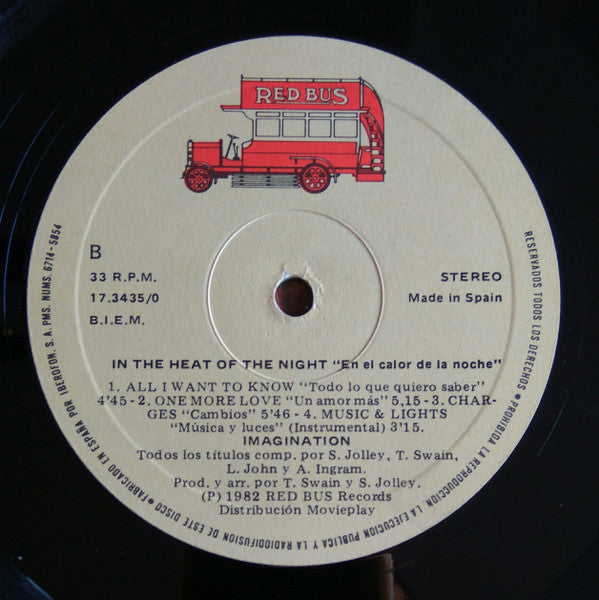 RED BUS
B
33 R.P.M.
17.3435/0
B.I.E.M.
STEREO
Made in Spain
IN THE HEAT OF THE NIGHT "En el calor de la noche"
1. ALL I WANT TO KNOW "Todo lo que quiero saber"
4'45 - 2. ONE MORE LOVE "Un amor más" 5,15 - 3. CHAR-
GES "Cambios" 5'46 - 4. MUSIC & LIGHTS
"Música y luces" (Instrumental) 3'15.
IMAGINATION
Todos los títulos comp. por S. Jolley, T. Swain,
L. John y A. Ingram.
Prod. y arr. por T. Swain y S. Jolley.
(P) 1982 RED BUS Records
Distribución Movieplay
RESERVADOS TODOS LOS DERECHOS • PROHIBIDA LA REPRODUCCION, LA EJECUCION PUBLICA Y LA RADIODIFUSION DE ESTE DISCO • FABRICADO EN ESPAÑA POR IBEROFON, S. A. PMS. NUMS. 6714-5854